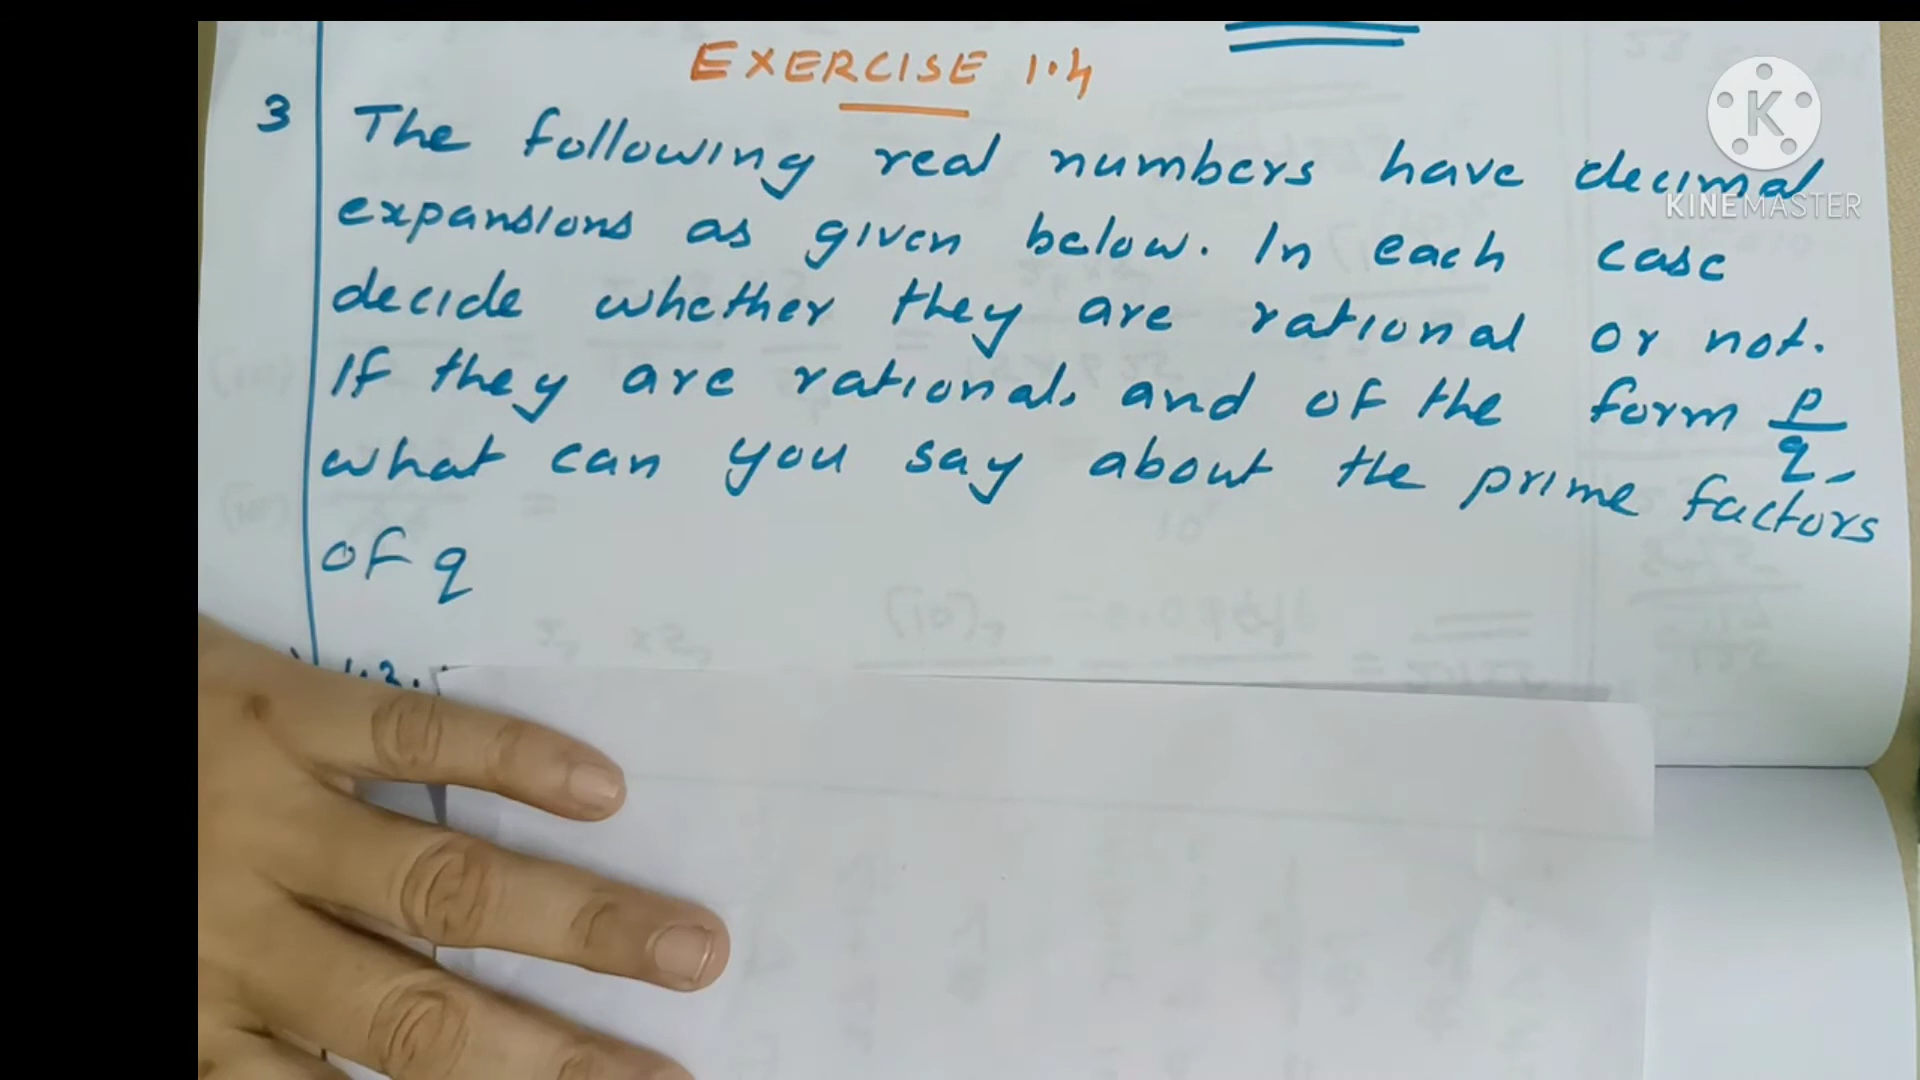 EXERCISE 1.4
3 The following real numbers have decimal
expansions as given below. In each case
decide whether they are rational or not.
If they are rational, and of the form p/q,
what can you say about the prime factors
of q
K
KINEMASTER